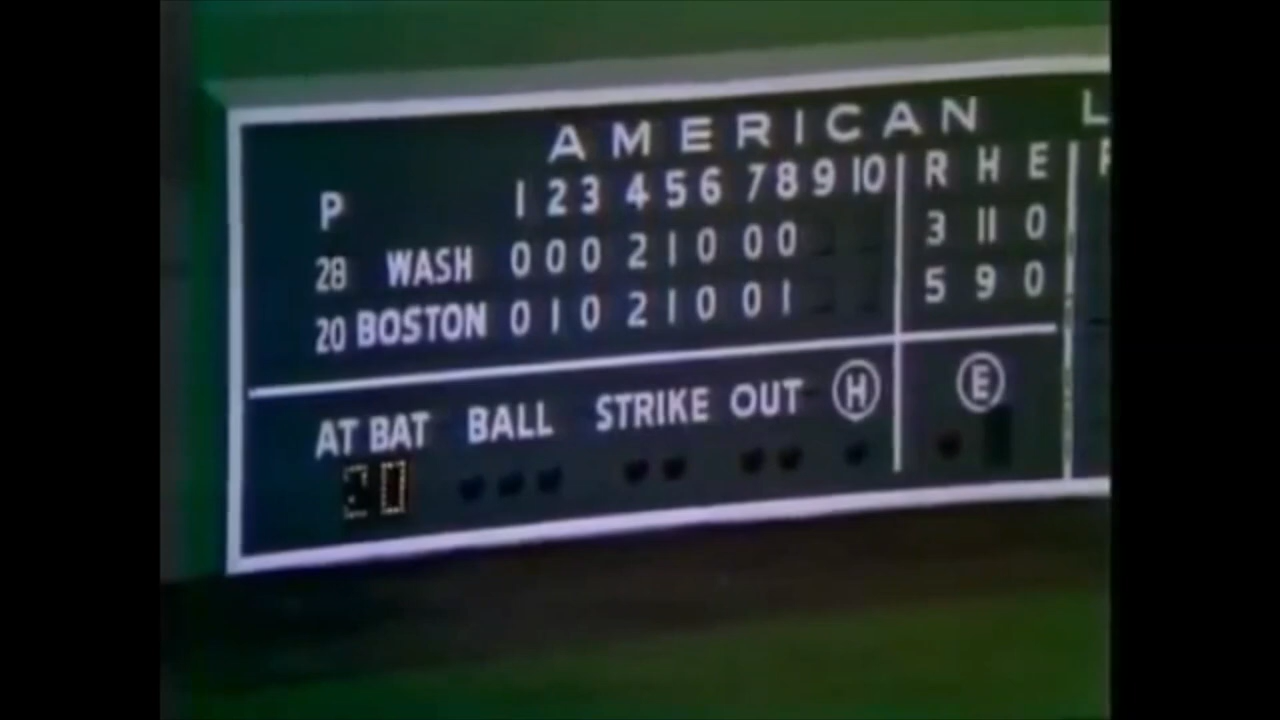 AMERICAN L
P 1 2 3 4 5 6 7 8 9 10 R H E
28 WASH 0 0 0 2 1 0 0 0 3 11 0
20 BOSTON 0 1 0 2 1 0 0 1 5 9 0
AT BAT BALL STRIKE OUT H E
20